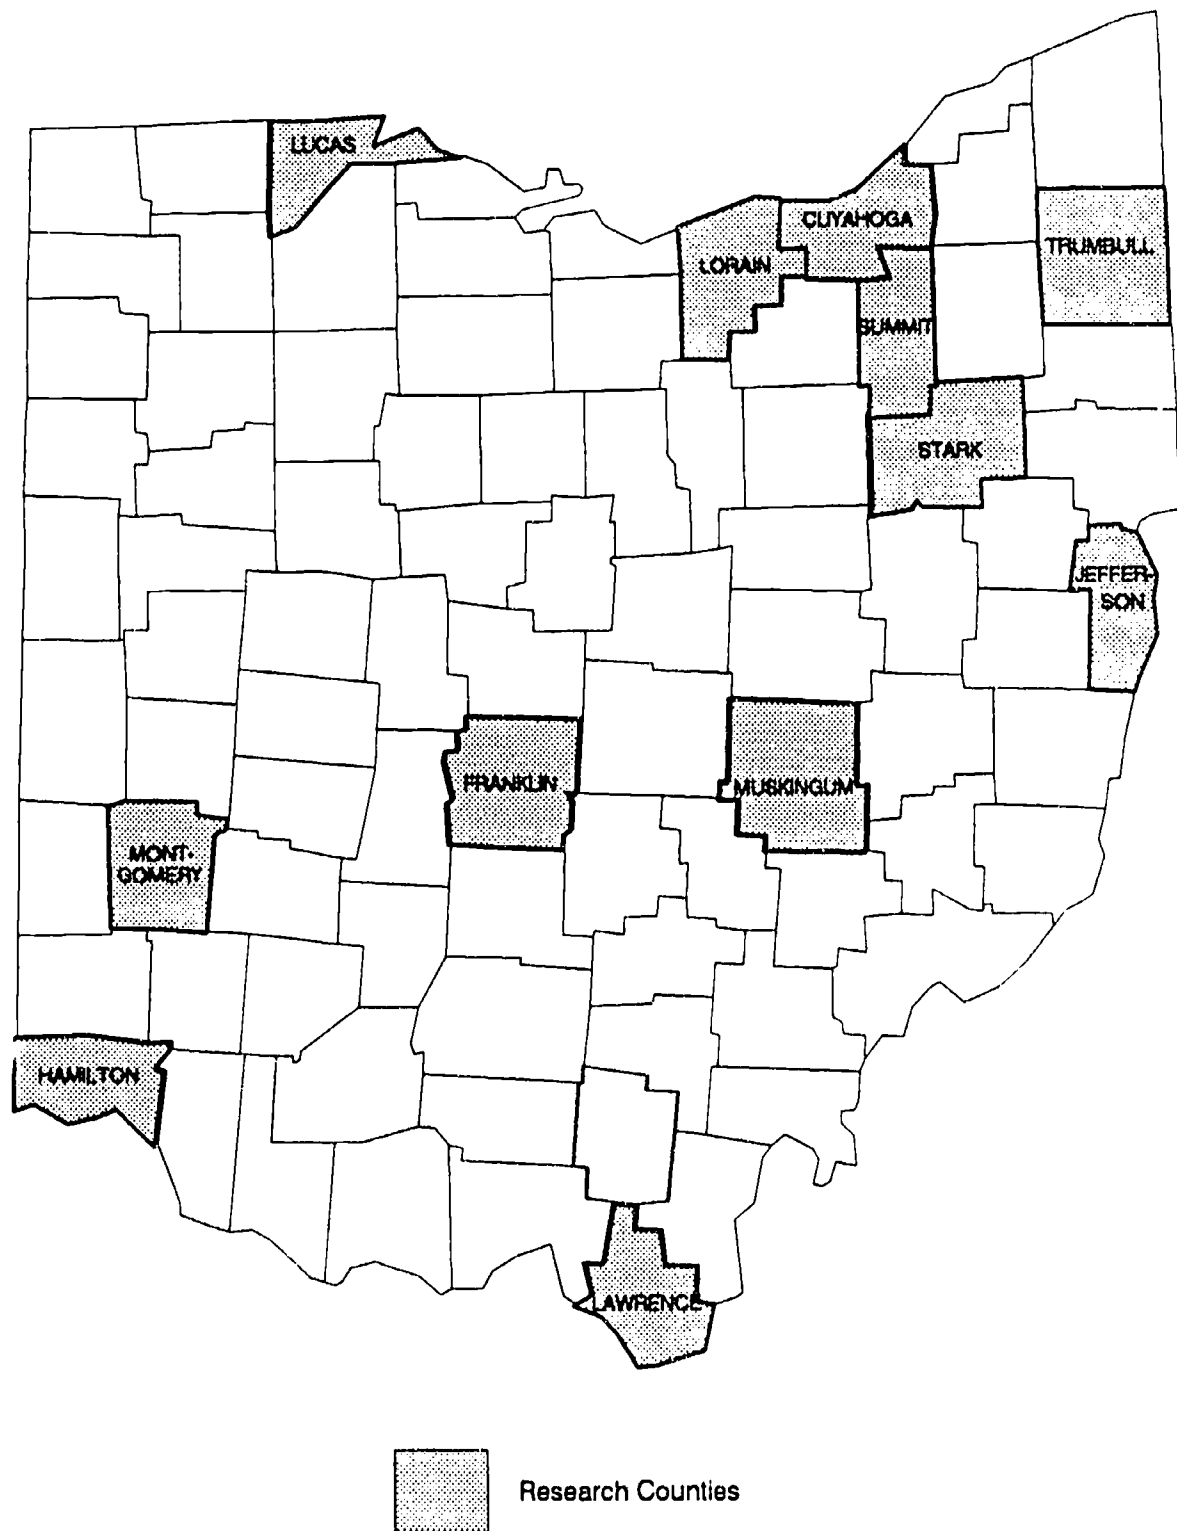 LUCAS
CUYAHOGA
TRUMBULL
LORAIN
SUMMIT
STARK
JEFFER-
SON
FRANKLIN
MUSKINGUM
MONT-
GOMERY
HAMILTON
LAWRENCE
Research Counties